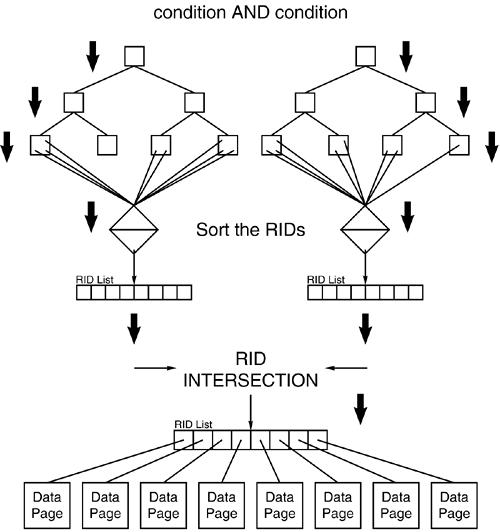 condition AND condition
Sort the RIDs
RID List
RID List
RID
INTERSECTION
RID List
Data
Page
Data
Page
Data
Page
Data
Page
Data
Page
Data
Page
Data
Page
Data
Page